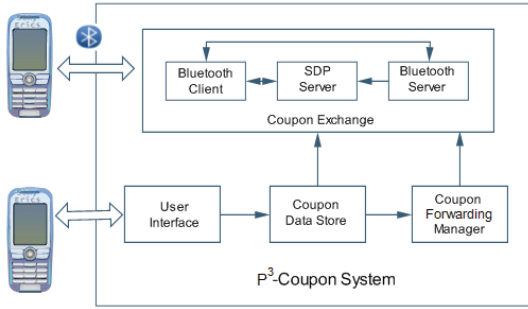 Bluetooth
Client
SDP
Server
Bluetooth
Server
Coupon Exchange
User
Interface
Coupon
Data Store
Coupon
Forwarding
Manager
P³-Coupon System